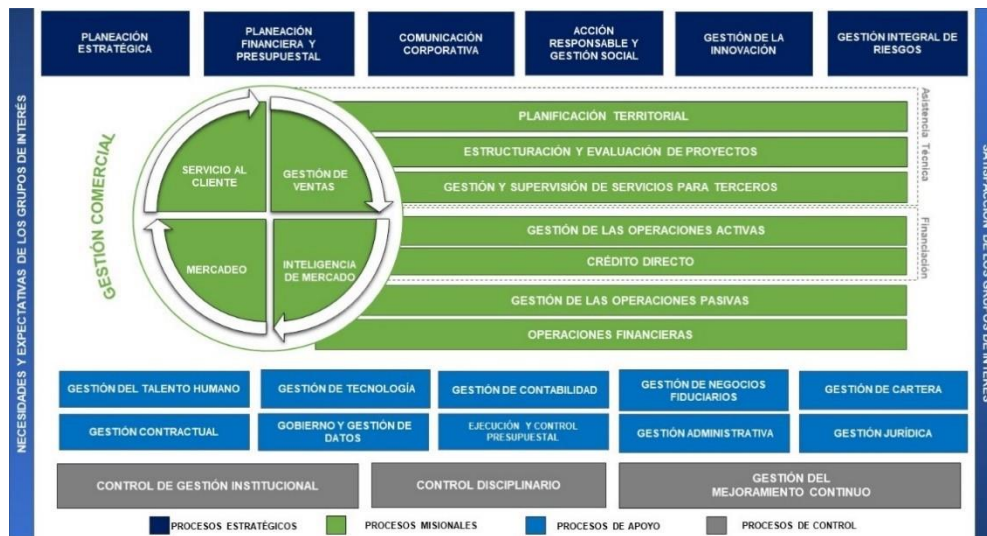 PLANEACIÓN
ESTRATÉGICA
PLANEACIÓN
FINANCIERA Y
PRESUPUESTAL
COMUNICACIÓN
CORPORATIVA
ACCIÓN
RESPONSABLE Y
GESTIÓN SOCIAL
GESTIÓN DE LA
INNOVACIÓN
GESTIÓN INTEGRAL DE
RIESGOS
NECESIDADES Y EXPECTATIVAS DE LOS GRUPOS DE INTERÉS
GESTIÓN COMERCIAL
SERVICIO AL
CLIENTE
GESTIÓN DE
VENTAS
MERCADEO
INTELIGENCIA
DE MERCADO
PLANIFICACIÓN TERRITORIAL
ESTRUCTURACIÓN Y EVALUACIÓN DE PROYECTOS
GESTIÓN Y SUPERVISIÓN DE SERVICIOS PARA TERCEROS
Asistencia Técnica
GESTIÓN DE LAS OPERACIONES ACTIVAS
CRÉDITO DIRECTO
Financiación
GESTIÓN DE LAS OPERACIONES PASIVAS
OPERACIONES FINANCIERAS
SATISFACCIÓN DE LOS GRUPOS DE INTERÉS
GESTIÓN DEL TALENTO HUMANO
GESTIÓN DE TECNOLOGÍA
GESTIÓN DE CONTABILIDAD
GESTIÓN DE NEGOCIOS
FIDUCIARIOS
GESTIÓN DE CARTERA
GESTIÓN CONTRACTUAL
GOBIERNO Y GESTIÓN DE
DATOS
EJECUCIÓN Y CONTROL
PRESUPUESTAL
GESTIÓN ADMINISTRATIVA
GESTIÓN JURÍDICA
CONTROL DE GESTIÓN INSTITUCIONAL
CONTROL DISCIPLINARIO
GESTIÓN DEL
MEJORAMIENTO CONTINUO
PROCESOS ESTRATÉGICOS
PROCESOS MISIONALES
PROCESOS DE APOYO
PROCESOS DE CONTROL